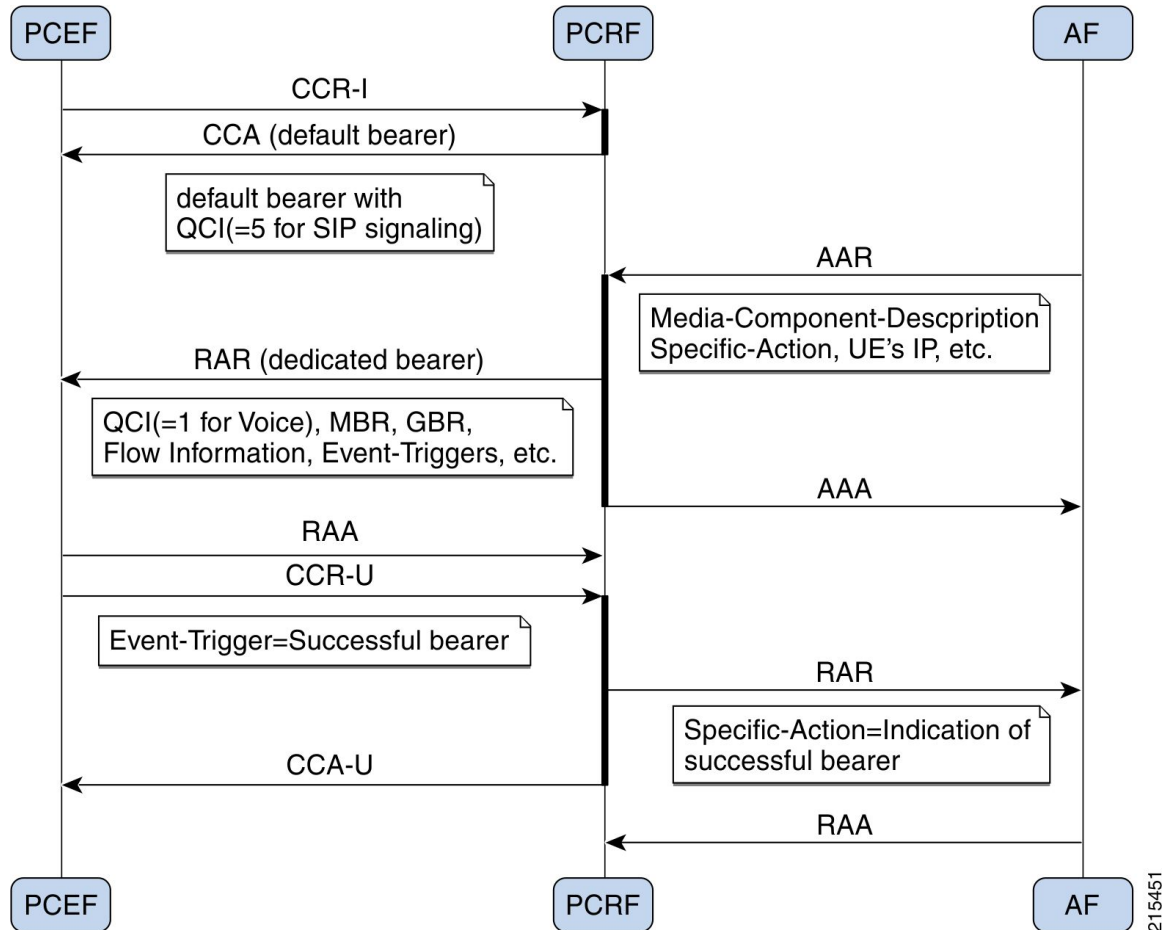 PCEF
PCRF
AF
CCR-I
CCA (default bearer)
default bearer with
QCI(=5 for SIP signaling)
AAR
Media-Component-Descpription
Specific-Action, UE's IP, etc.
RAR (dedicated bearer)
QCI(=1 for Voice), MBR, GBR,
Flow Information, Event-Triggers, etc.
AAA
RAA
CCR-U
Event-Trigger=Successful bearer
RAR
Specific-Action=Indication of
successful bearer
CCA-U
RAA
PCEF
PCRF
AF
215451